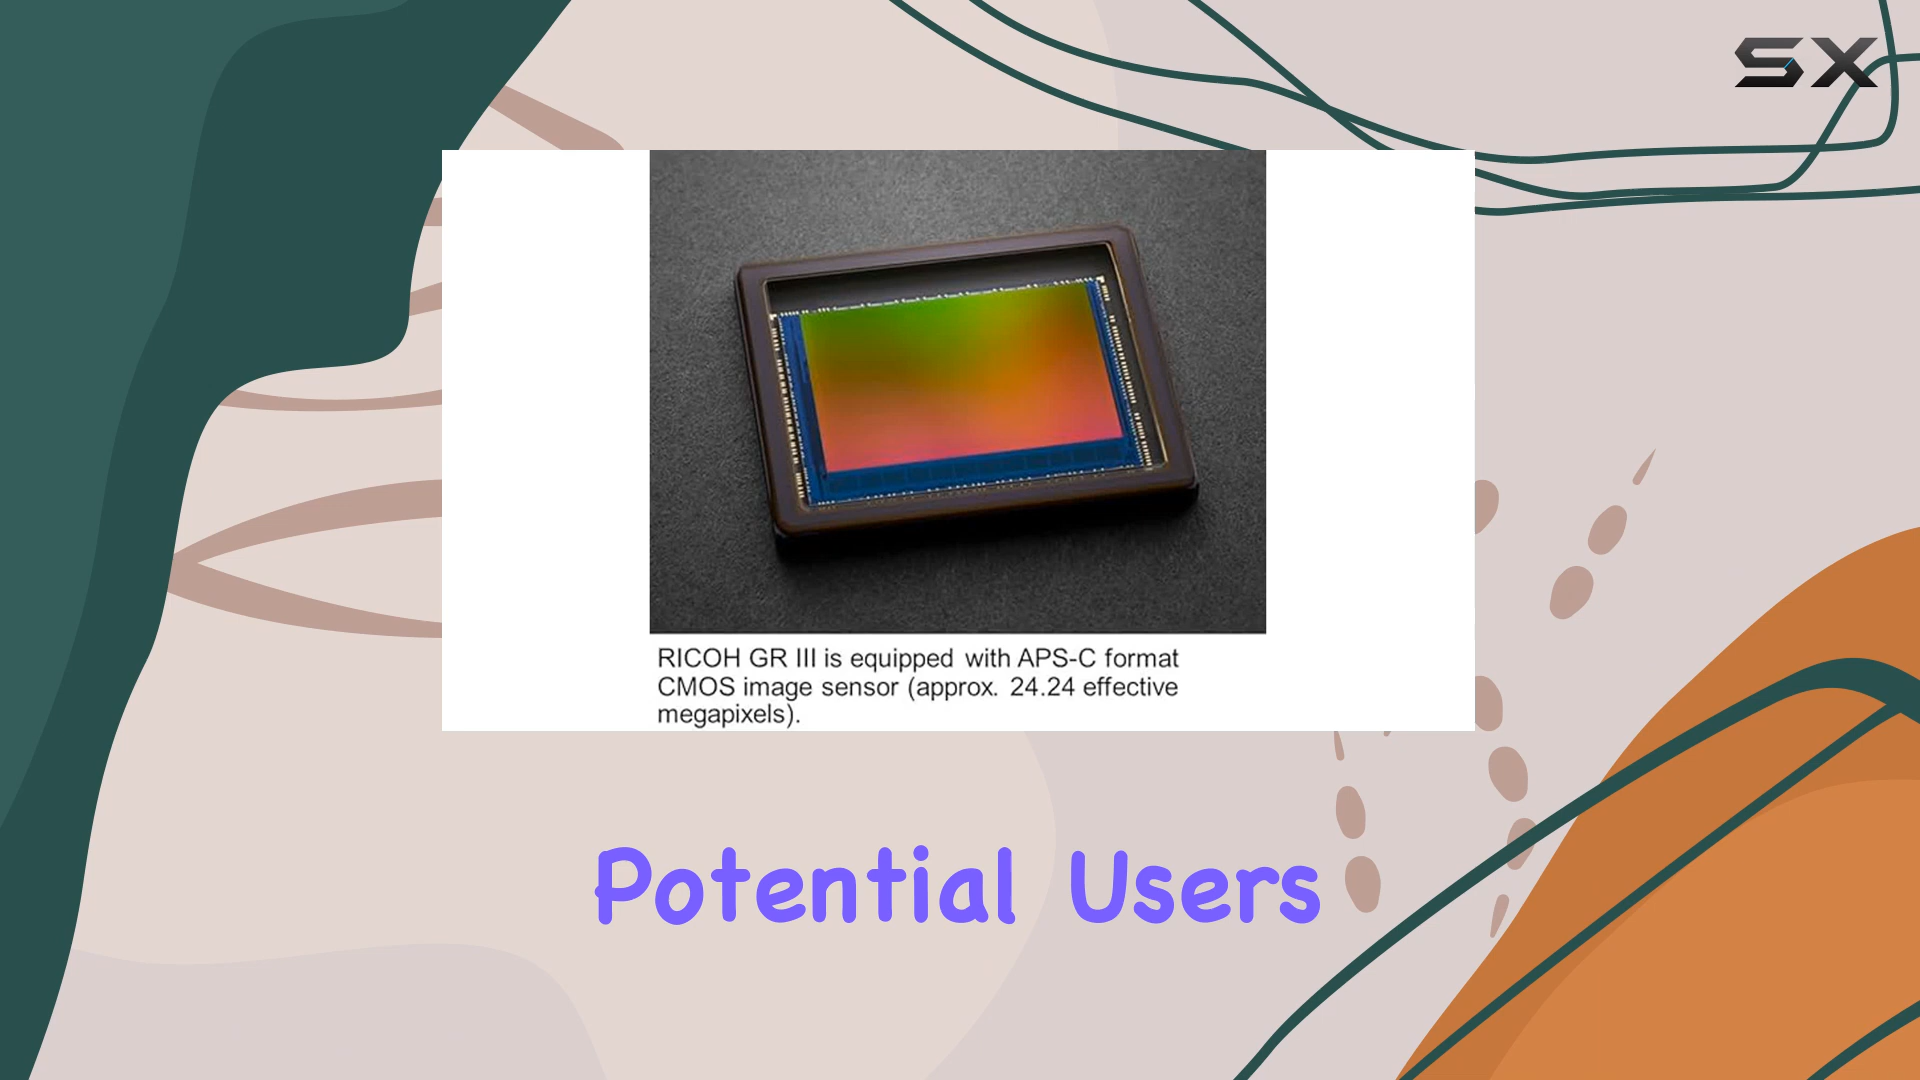 SX
RICOH GR III is equipped with APS-C format
CMOS image sensor (approx. 24.24 effective
megapixels).
Potential Users